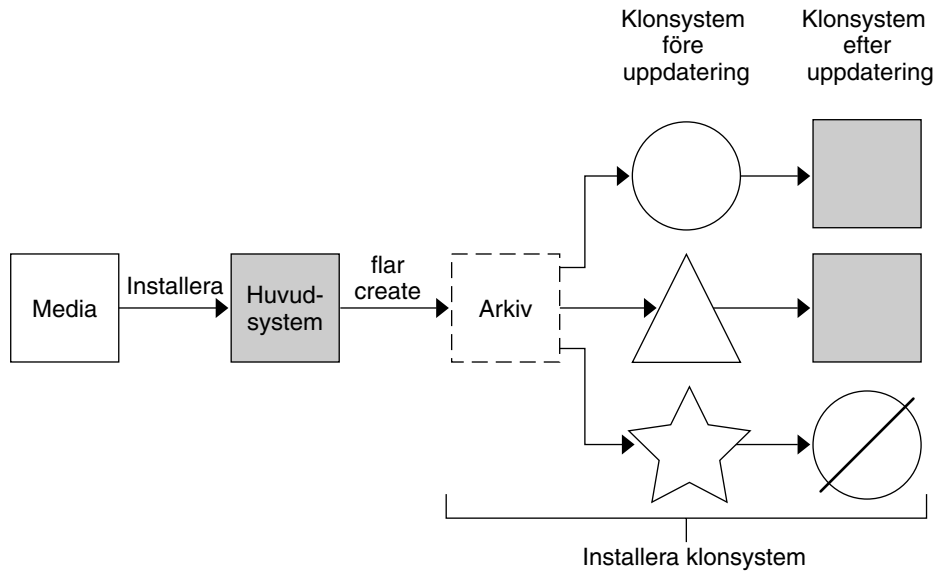 Klonsystem
före
uppdatering
Klonsystem
efter
uppdatering
Media
Installera
Huvud-
system
flar
create
Arkiv
Installera klonsystem